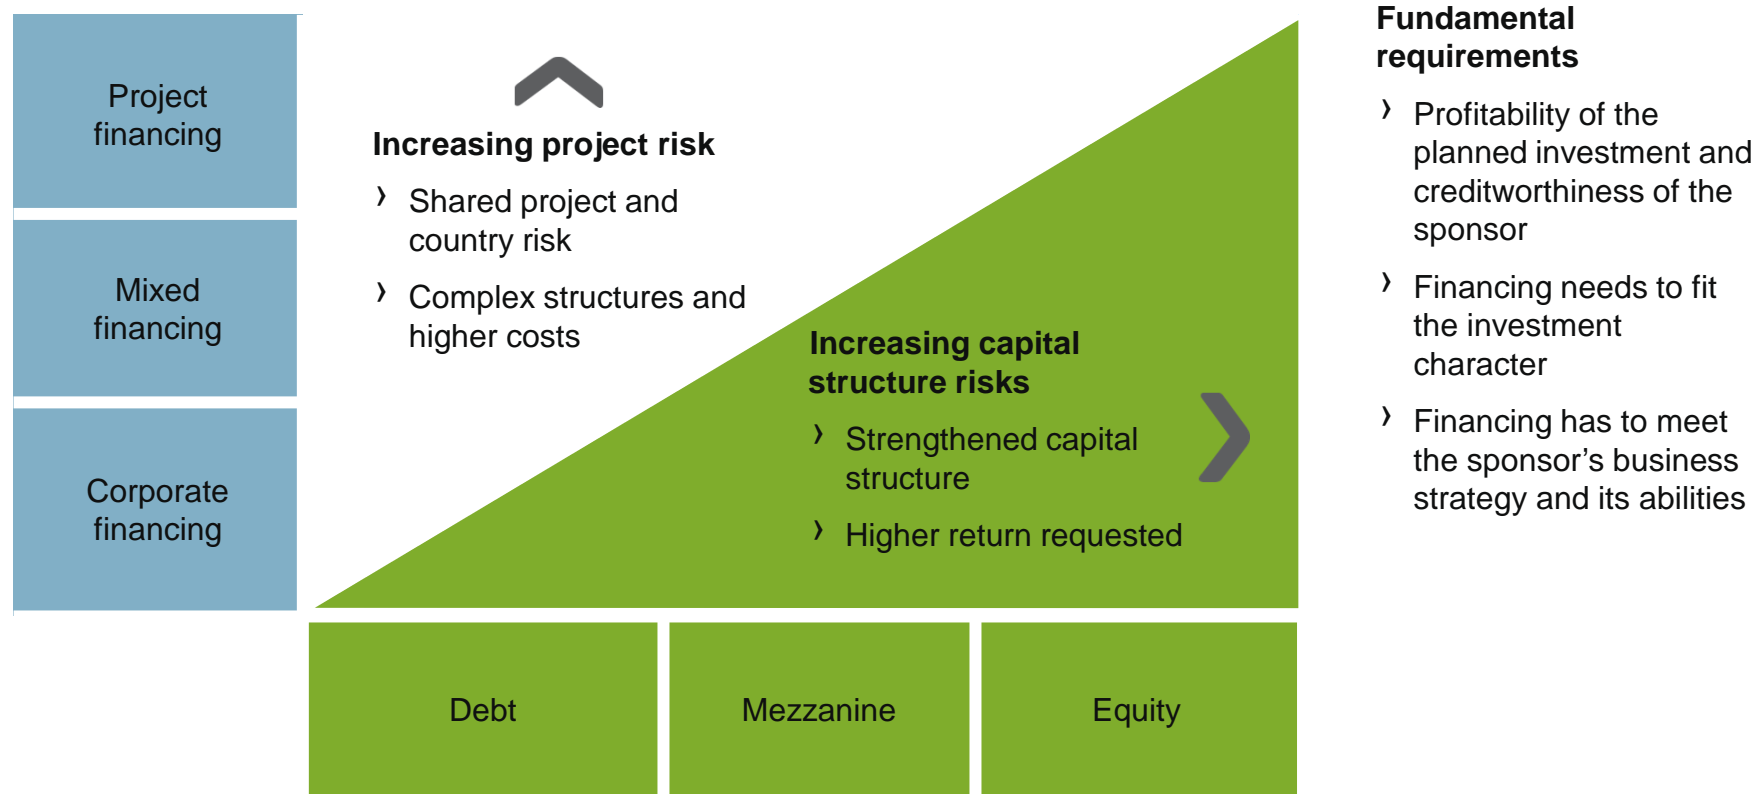 Project
financing
Mixed
financing
Corporate
financing
Increasing project risk
› Shared project and
country risk
› Complex structures and
higher costs
Increasing capital
structure risks
› Strengthened capital
structure
› Higher return requested
Debt
Mezzanine
Equity
Fundamental
requirements
› Profitability of the
planned investment and
creditworthiness of the
sponsor
› Financing needs to fit
the investment
character
› Financing has to meet
the sponsor’s business
strategy and its abilities